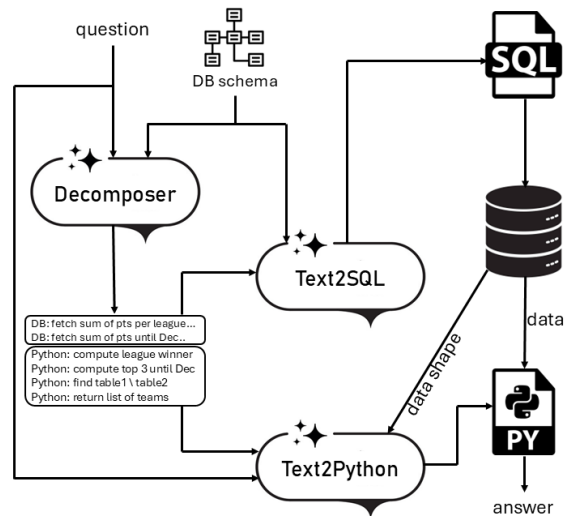 question
DB schema
SQL
Decomposer
Text2SQL
DB: fetch sum of pts per league...
DB: fetch sum of pts until Dec..
Python: compute league winner
Python: compute top 3 until Dec
Python: find table1 \ table2
Python: return list of teams
data
data shape
Text2Python
PY
answer